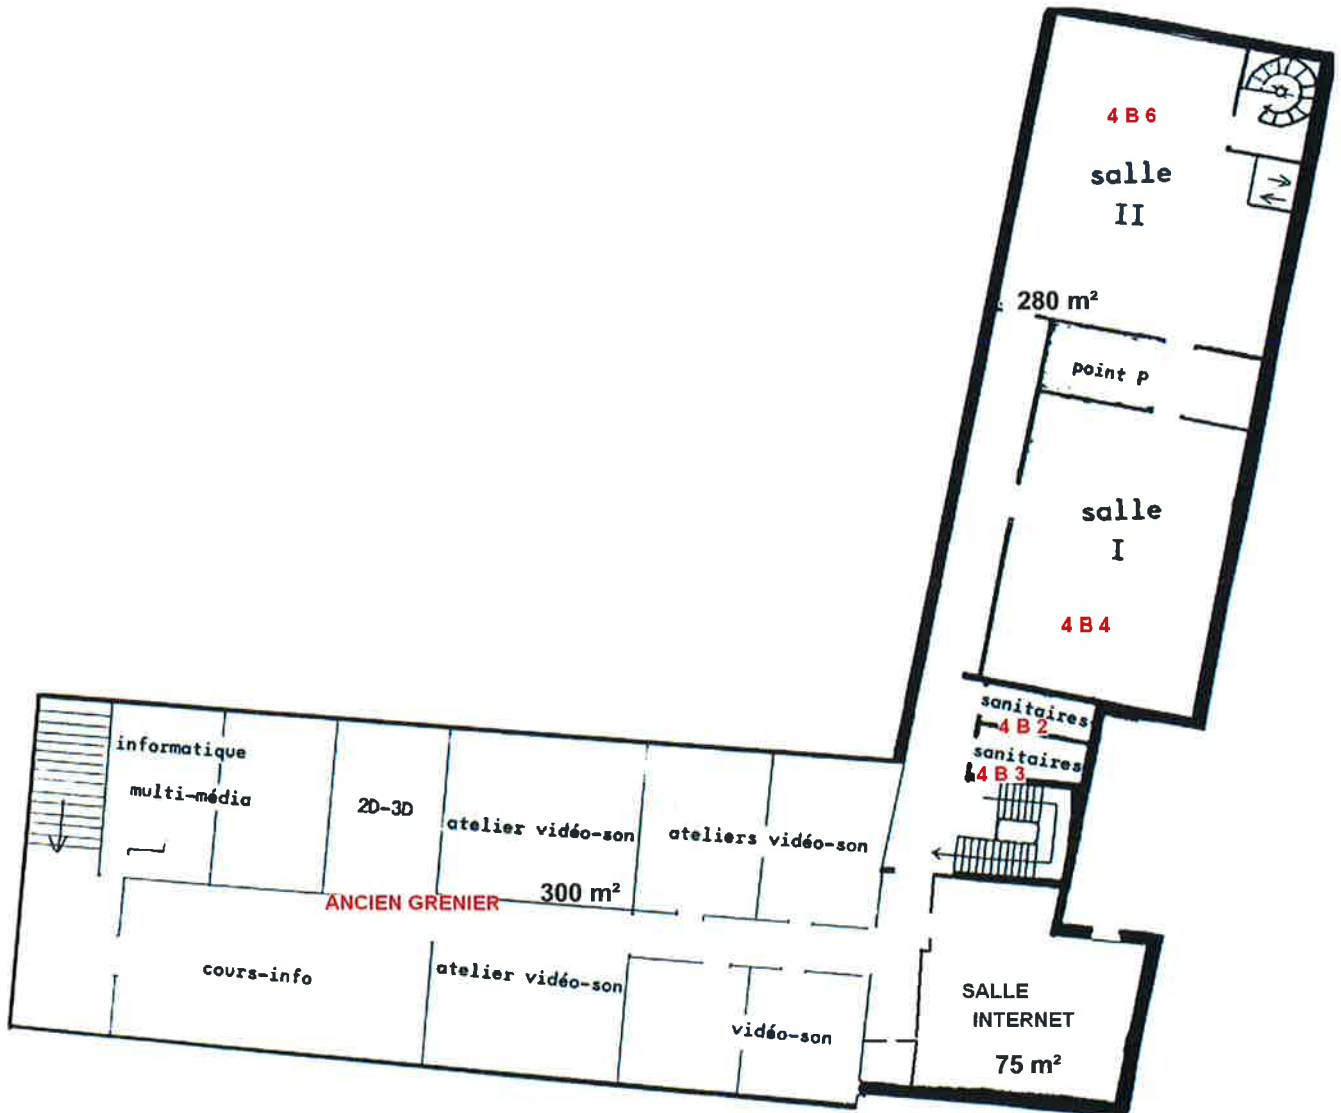 4 B 6
salle
II
280 m²
point P
salle
I
4 B 4
sanitaires
4 B 2
sanitaires
4 B 3
informatique
multi-média
2D-3D
atelier vidéo-son
ateliers vidéo-son
300 m²
ANCIEN GRENIER
cours-info
atelier vidéo-son
vidéo-son
SALLE
INTERNET
75 m²